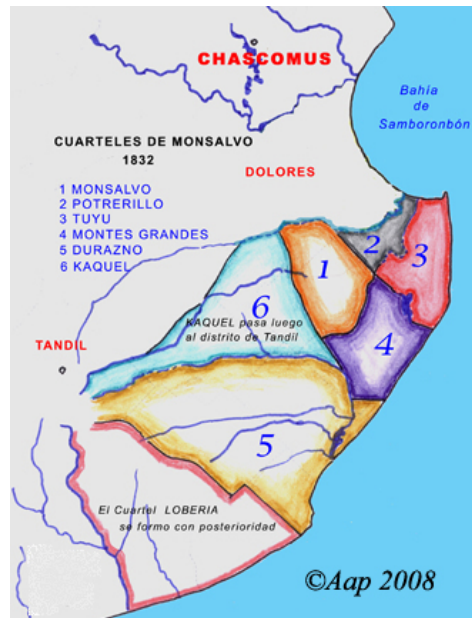 CHASCOMUS
Bahia
de
Samboronbón
CUARTELES DE MONSALVO
1832
DOLORES
1 MONSALVO
2 POTRERILLO
3 TUYU
4 MONTES GRANDES
5 DURAZNO
6 KAQUEL
2
3
1
6
KAQUEL pasa luego
al distrito de Tandil
TANDIL
4
5
El Cuartel LOBERIA
se formo con posterioridad
©Aap 2008